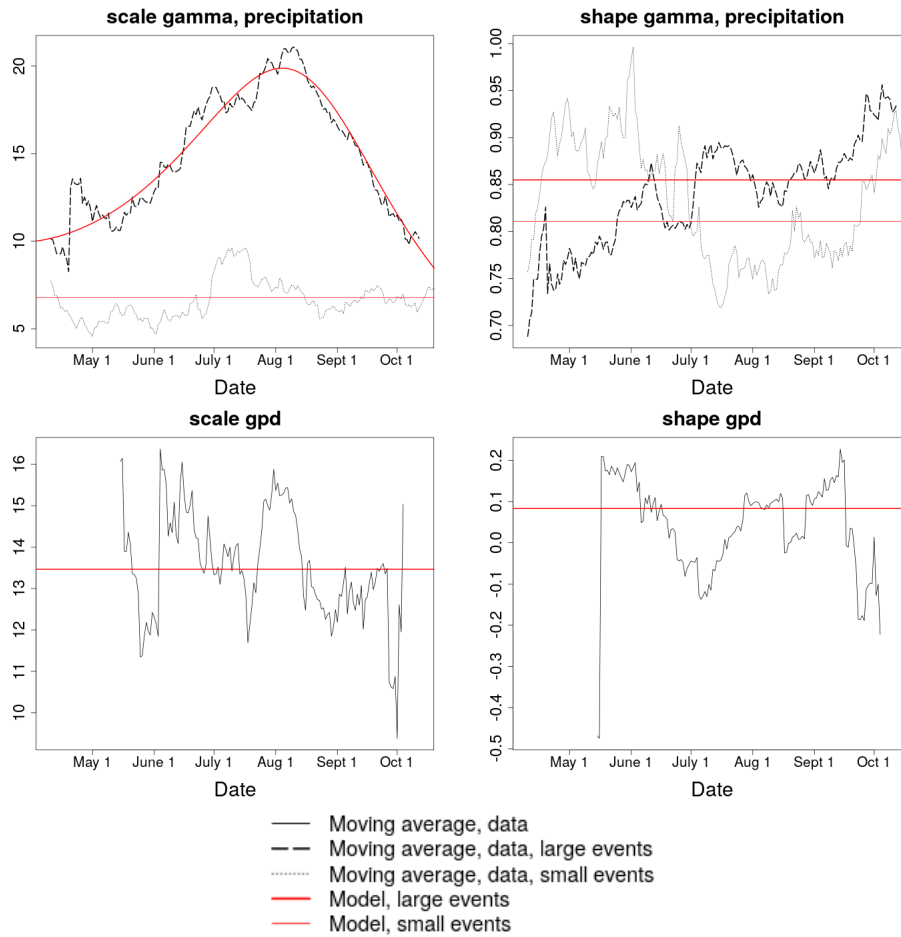 scale gamma, precipitation
20
15
10
5
May 1 June 1 July 1 Aug 1 Sept 1 Oct 1
Date
shape gamma, precipitation
1.00
0.95
0.90
0.85
0.80
0.75
0.70
May 1 June 1 July 1 Aug 1 Sept 1 Oct 1
Date
scale gpd
16
15
14
13
12
11
10
May 1 June 1 July 1 Aug 1 Sept 1 Oct 1
Date
shape gpd
0.2
0.1
0.0
-0.1
-0.2
-0.3
-0.4
-0.5
May 1 June 1 July 1 Aug 1 Sept 1 Oct 1
Date
Moving average, data
Moving average, data, large events
Moving average, data, small events
Model, large events
Model, small events